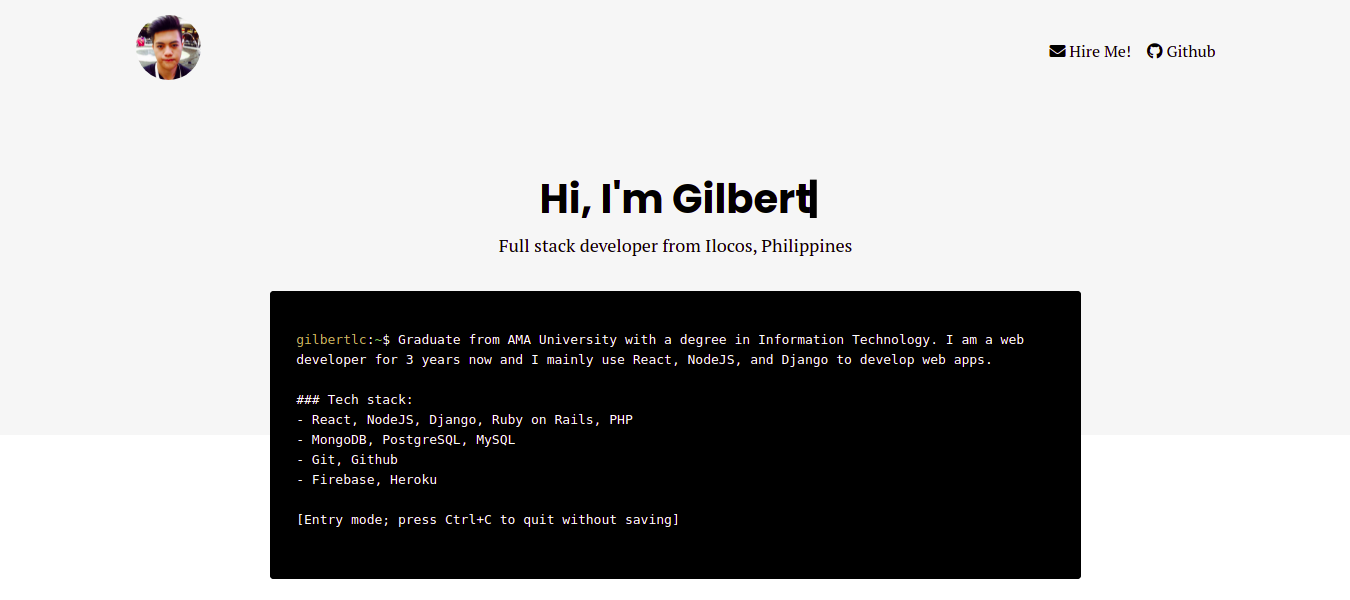 Hire Me! Github
Hi, I'm Gilbert
Full stack developer from Ilocos, Philippines
gilbertlc:~$ Graduate from AMA University with a degree in Information Technology. I am a web
developer for 3 years now and I mainly use React, NodeJS, and Django to develop web apps.
### Tech stack:
- React, NodeJS, Django, Ruby on Rails, PHP
- MongoDB, PostgreSQL, MySQL
- Git, Github
- Firebase, Heroku
[Entry mode; press Ctrl+C to quit without saving]